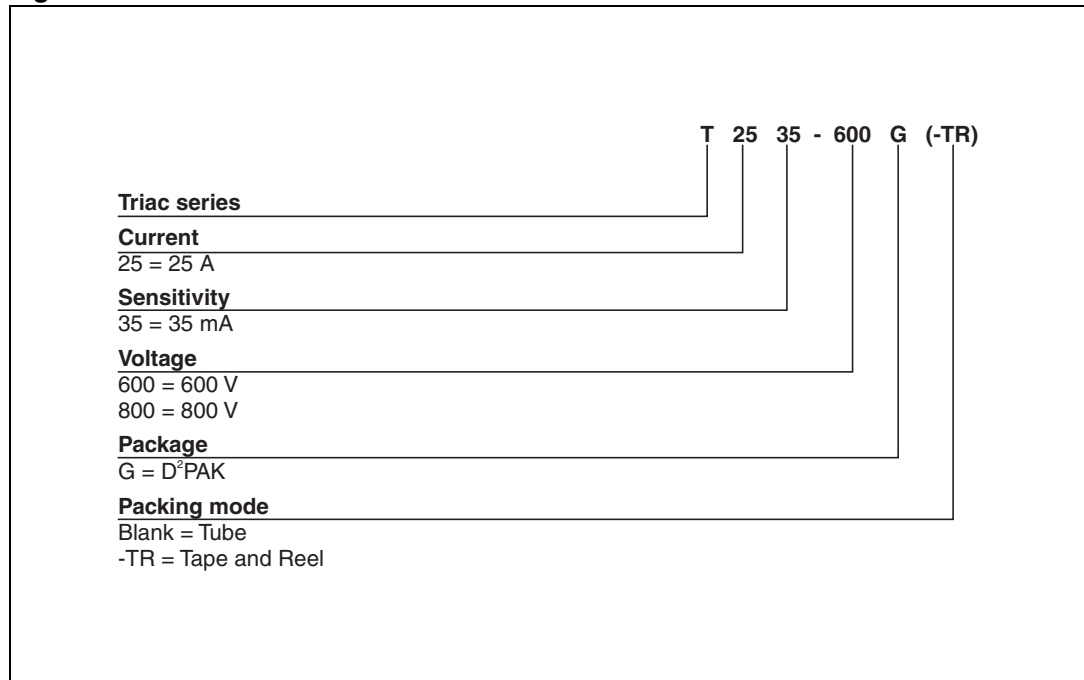 T 25 35 - 600 G (-TR)
Triac series
Current
25 = 25 A
Sensitivity
35 = 35 mA
Voltage
600 = 600 V
800 = 800 V
Package
G = D²PAK
Packing mode
Blank = Tube
-TR = Tape and Reel